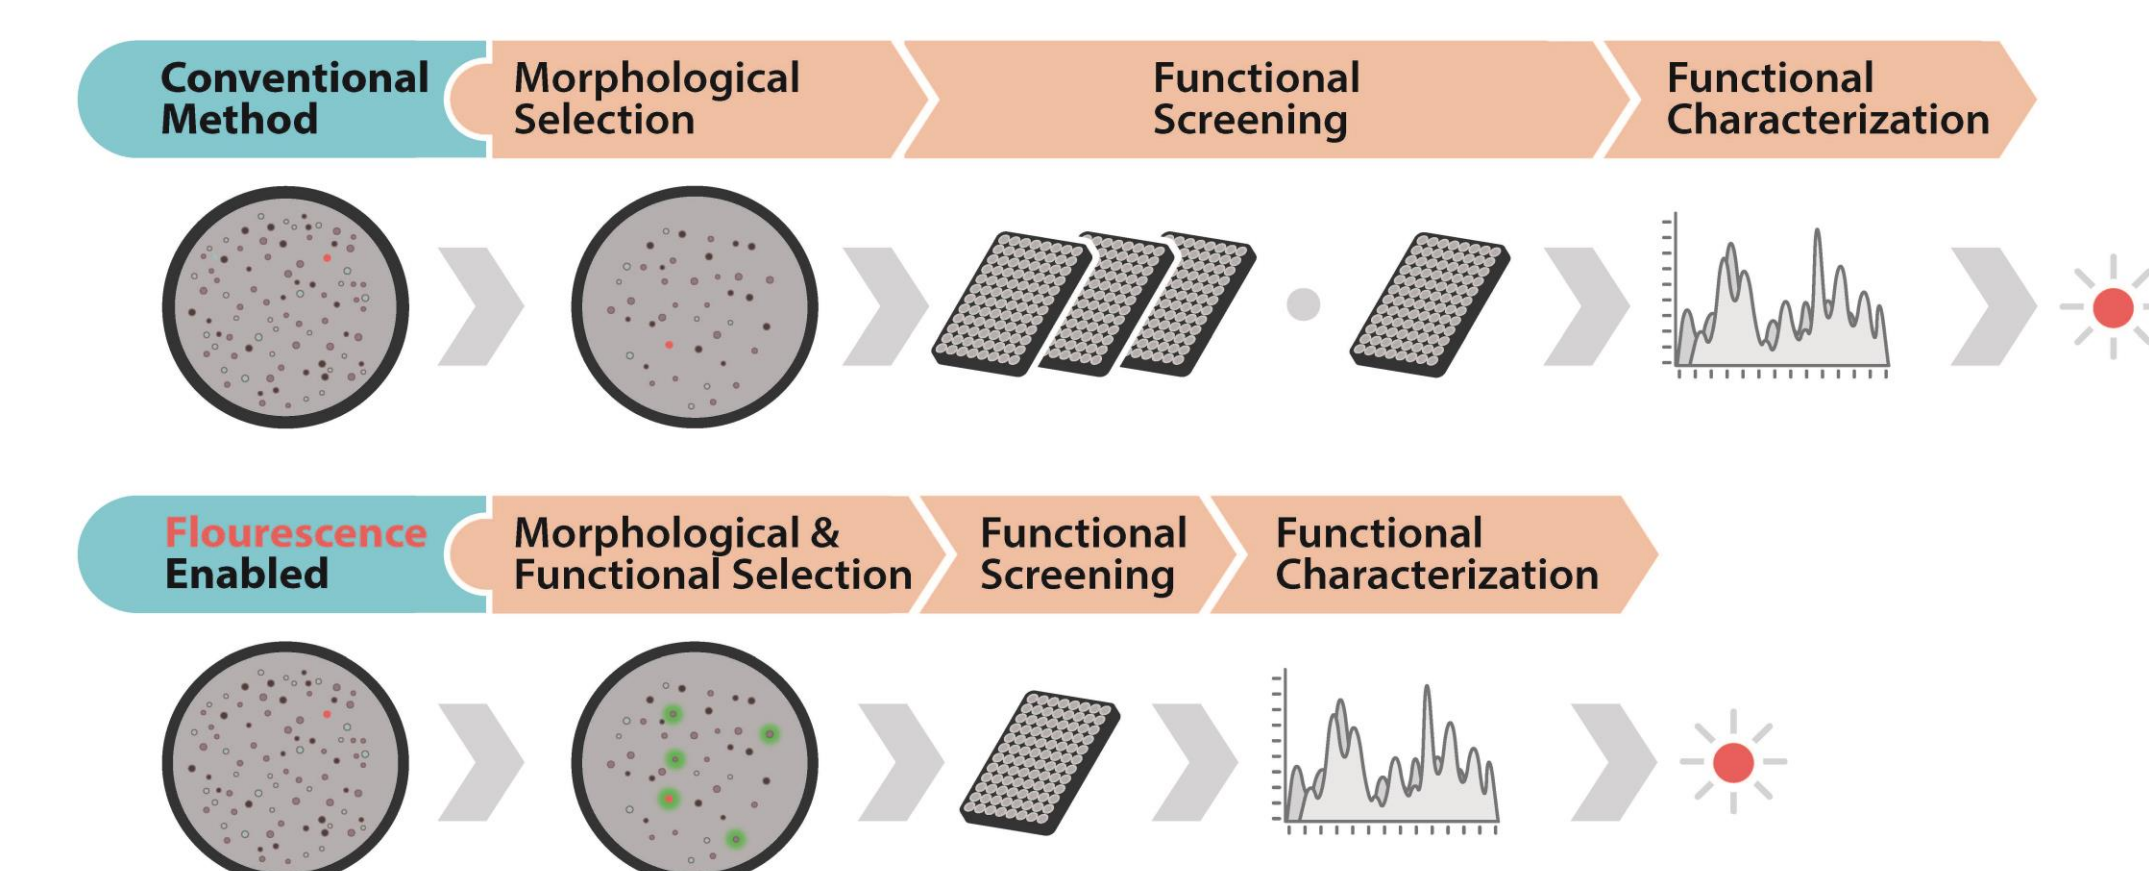 Conventional
Method
Morphological
Selection
Functional
Screening
Functional
Characterization
Flourescence
Enabled
Morphological &
Functional Selection
Functional
Screening
Functional
Characterization